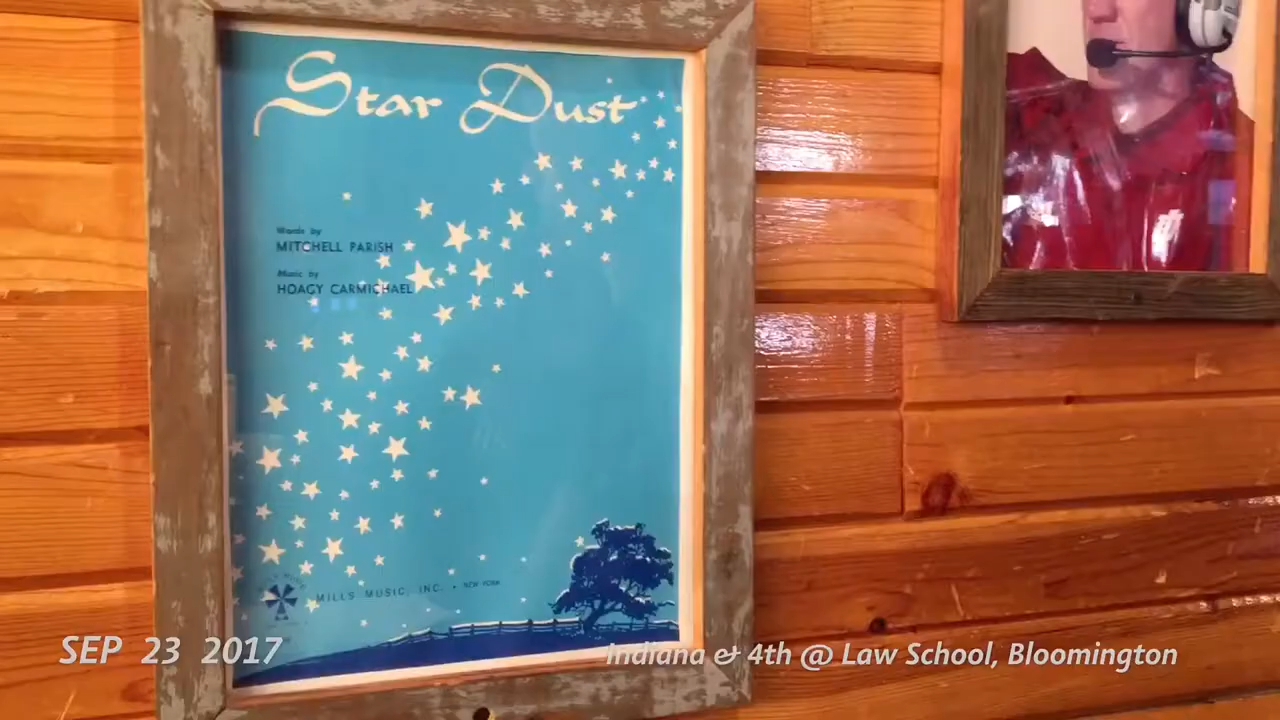 Star Dust
Words by
MITCHELL PARISH
Music by
HOAGY CARMICHAEL
MILLS MUSIC, INC. • NEW YORK
SEP 23 2017
Indiana & 4th @ Law School, Bloomington